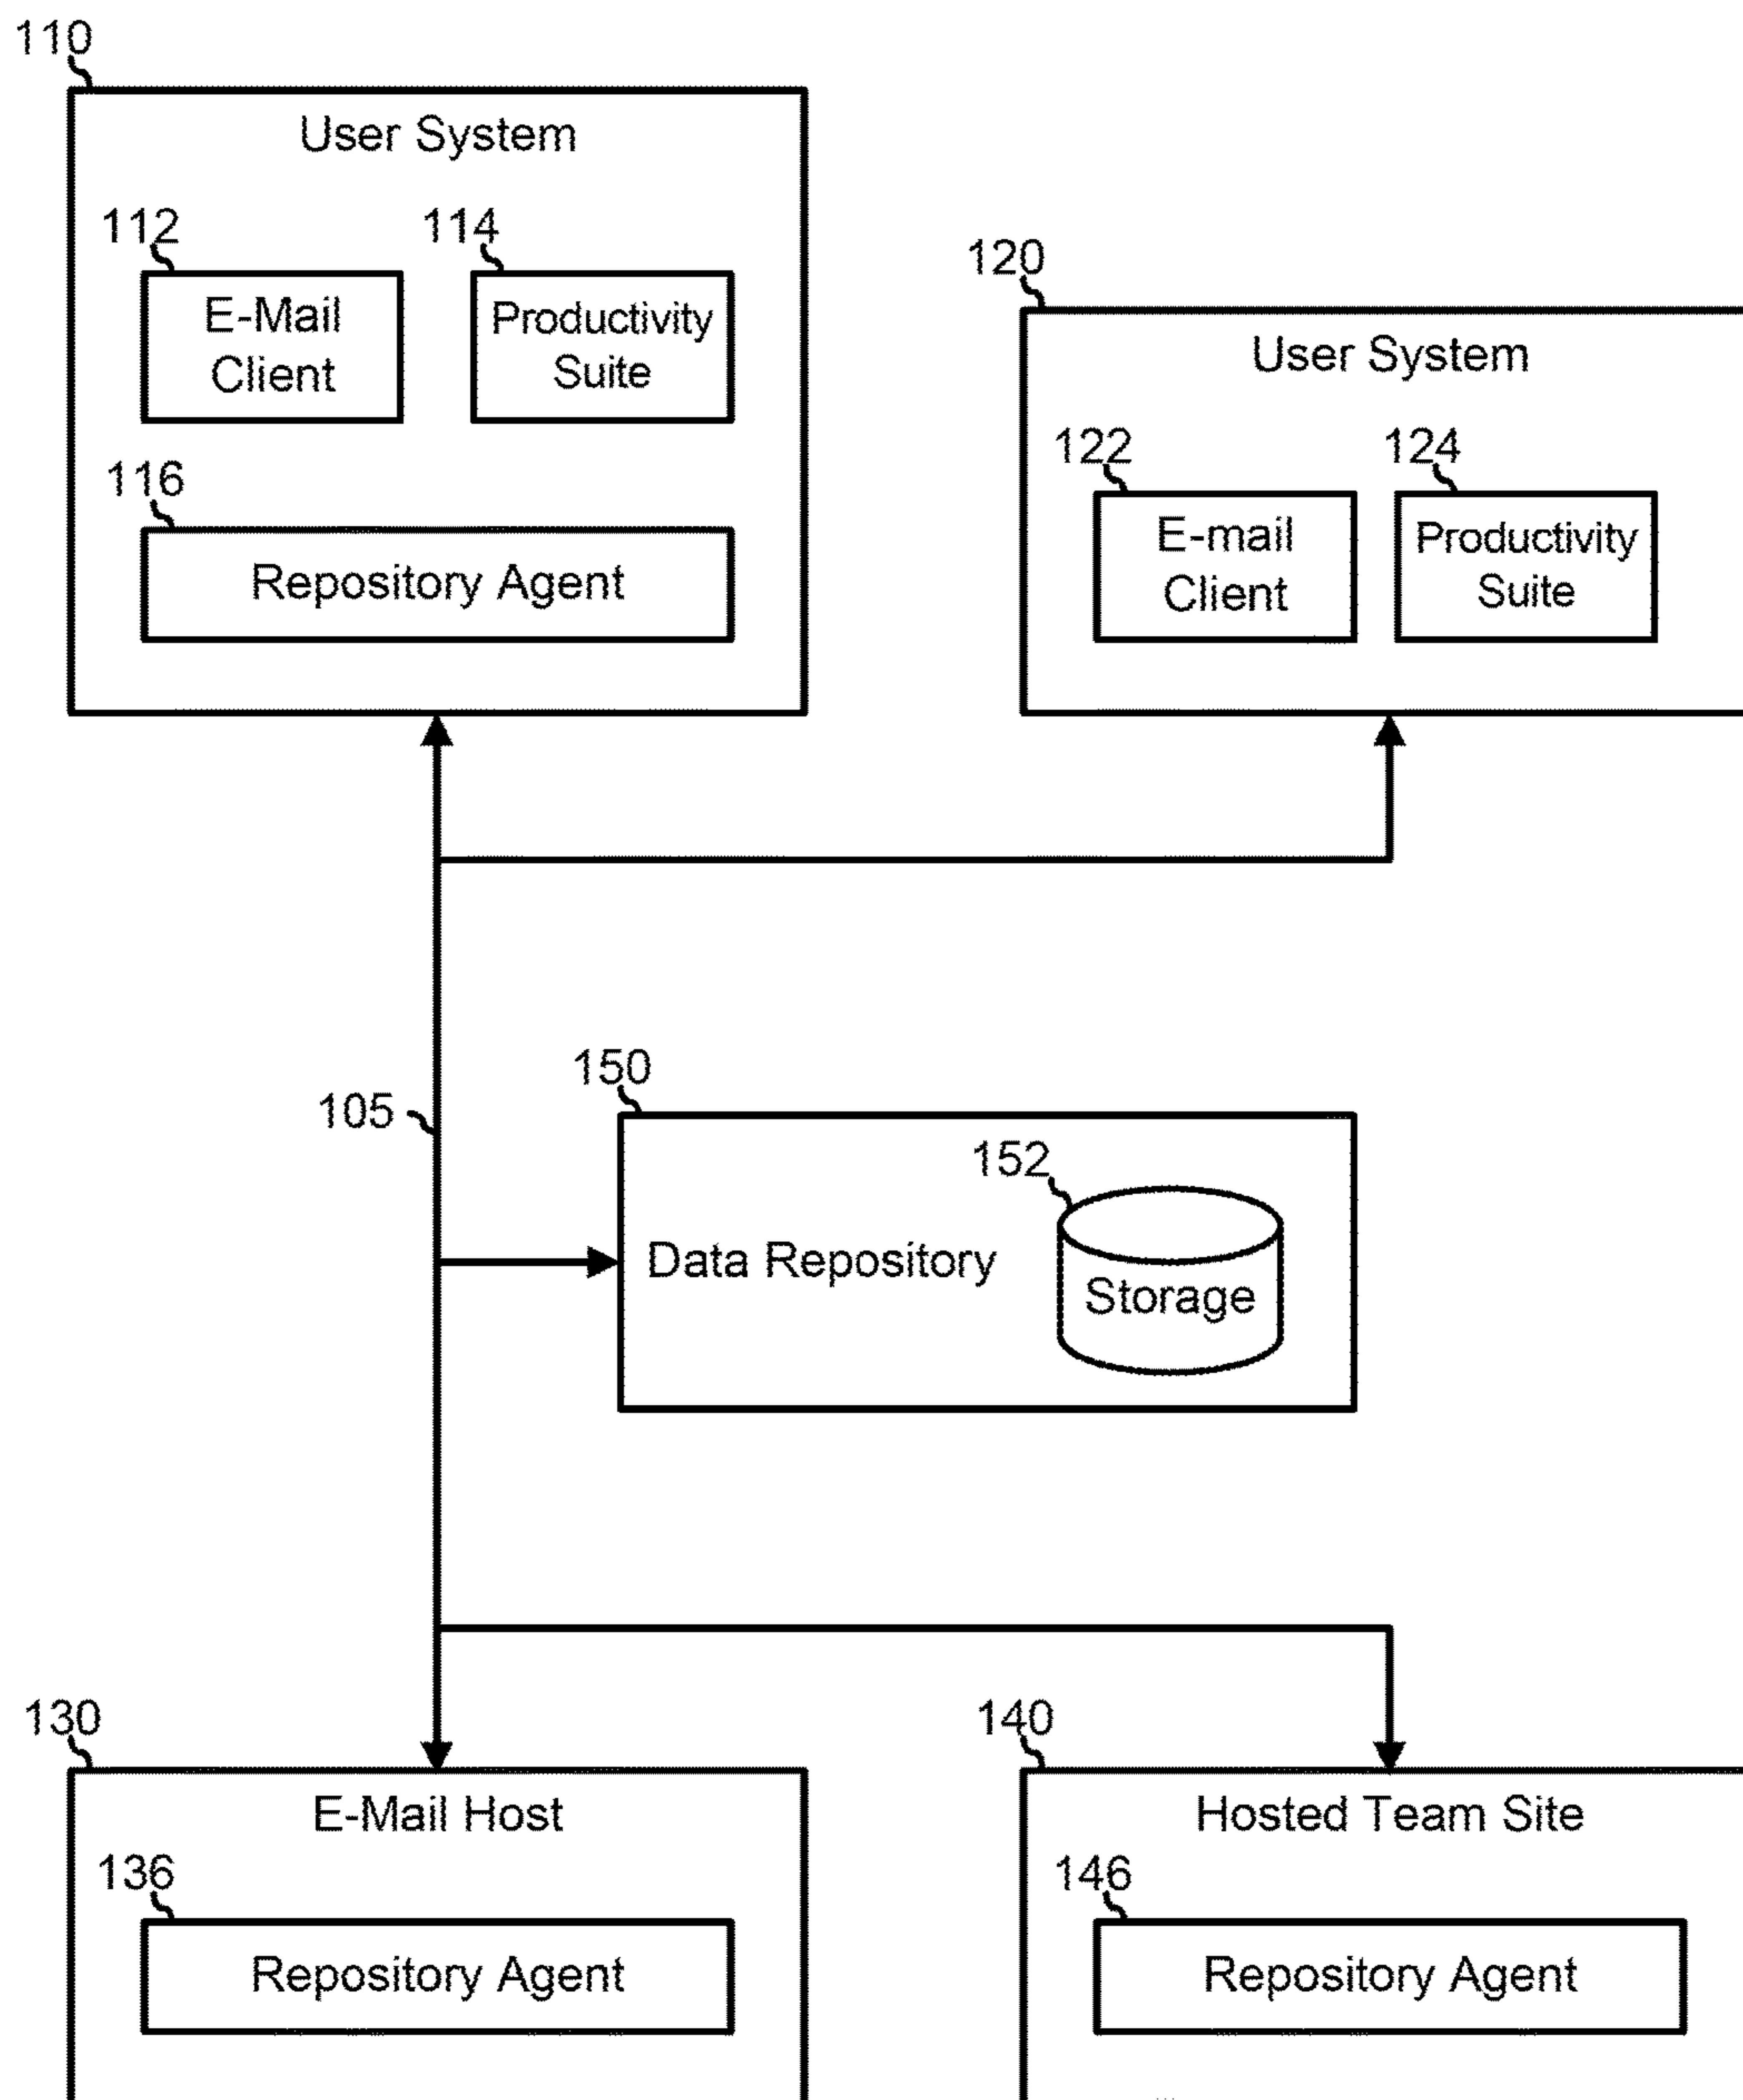 110
User System
112
114
E-Mail
Client
Productivity
Suite
116
Repository Agent
120
User System
122
124
E-mail
Client
Productivity
Suite
105
150
152
Data Repository
Storage
130
E-Mail Host
136
Repository Agent
140
Hosted Team Site
146
Repository Agent